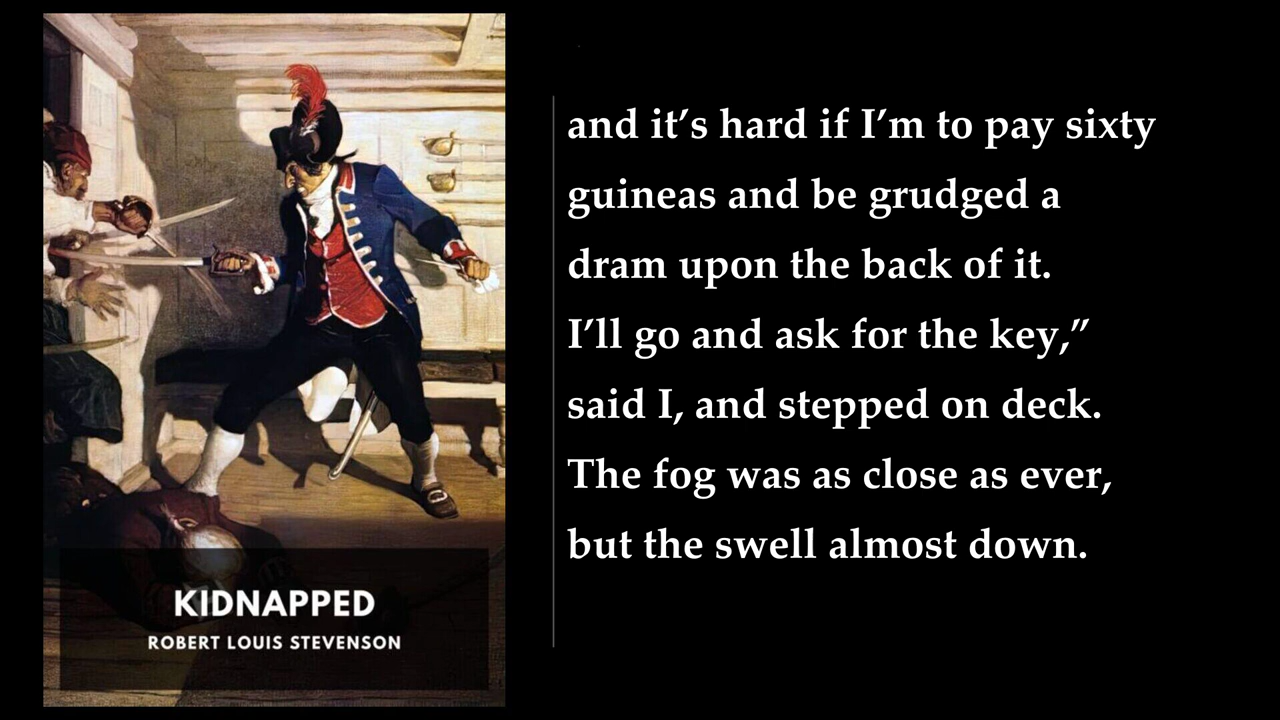 and it’s hard if I’m to pay sixty
guineas and be grudged a
dram upon the back of it.
I’ll go and ask for the key,”
said I, and stepped on deck.
The fog was as close as ever,
but the swell almost down.
KIDNAPPED
ROBERT LOUIS STEVENSON